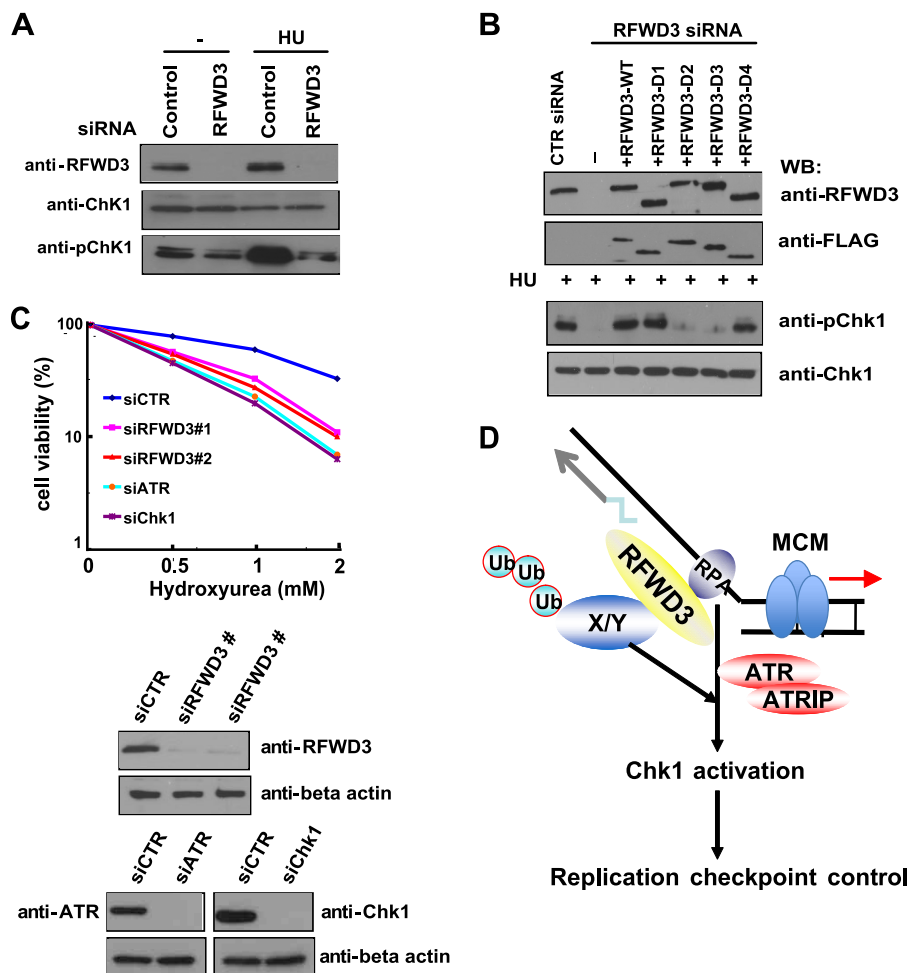 A
-
HU
siRNA
Control
RFWD3
Control
RFWD3
anti-RFWD3
anti-ChK1
anti-pChK1
B
RFWD3 siRNA
CTR siRNA
–
+RFWD3-WT
+RFWD3-D1
+RFWD3-D2
+RFWD3-D3
+RFWD3-D4
WB:
anti-RFWD3
anti-FLAG
HU + + + + + + +
anti-pChk1
anti-Chk1
C
cell viability (%)
100
10
1
siCTR
siRFWD3#1
siRFWD3#2
siATR
siChk1
0 0.5 1 2
Hydroxyurea (mM)
siCTR
siRFWD3 #
siRFWD3 #
anti-RFWD3
anti-beta actin
siCTR
siATR
siCTR
siChk1
anti-ATR
anti-Chk1
anti-beta actin
D
MCM
RPA
RFWD3
Ub
Ub
Ub
X/Y
ATR
ATRIP
Chk1 activation
Replication checkpoint control